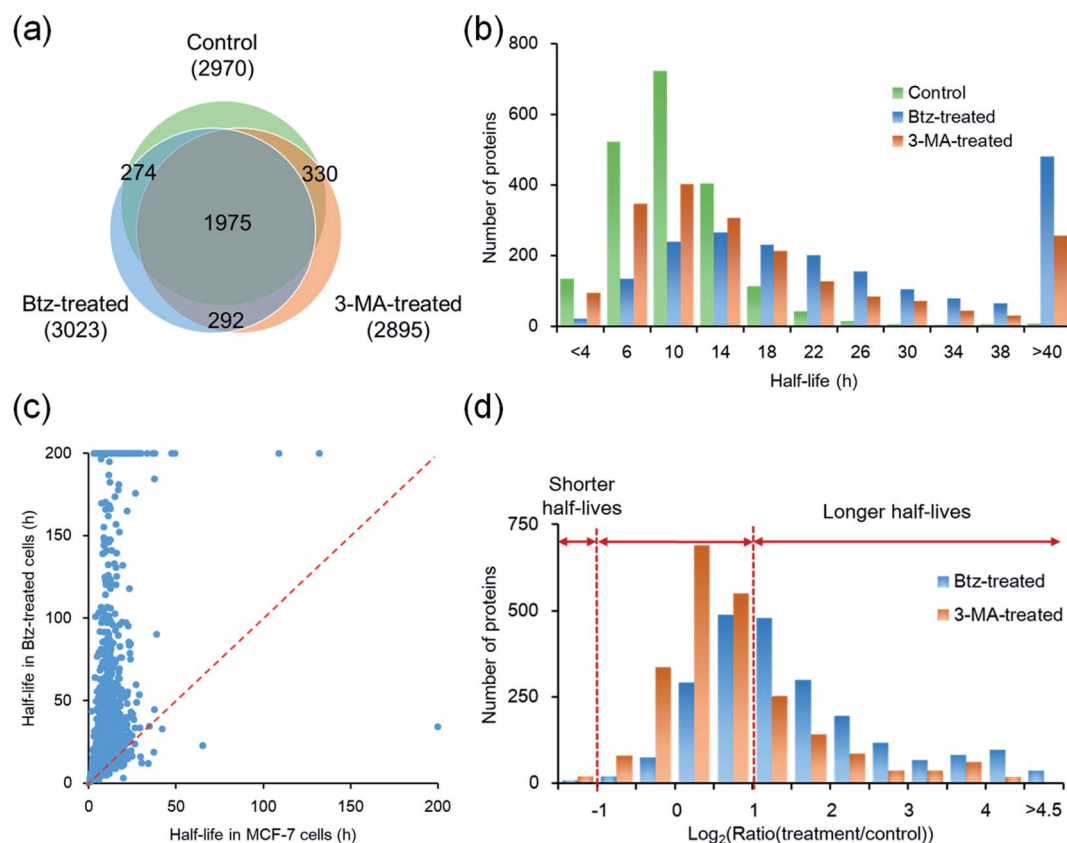 (a)
Control
(2970)
274
330
1975
Btz-treated
(3023)
292
3-MA-treated
(2895)
(b)
Number of proteins
800
600
400
200
0
Control
Btz-treated
3-MA-treated
<4 6 10 14 18 22 26 30 34 38 >40
Half-life (h)
(c)
Half-life in Btz-treated cells (h)
200
150
100
50
0
0 50 100 150 200
Half-life in MCF-7 cells (h)
(d)
Shorter
half-lives
Longer half-lives
Number of proteins
750
500
250
0
Btz-treated
3-MA-treated
-1 0 1 2 3 4 >4.5
Log₂(Ratio(treatment/control))